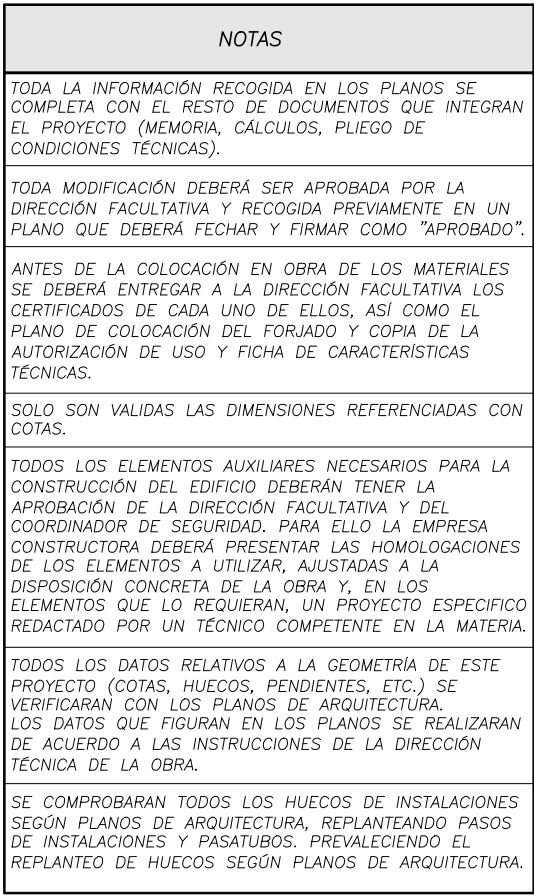 NOTAS
TODA LA INFORMACIÓN RECOGIDA EN LOS PLANOS SE
COMPLETA CON EL RESTO DE DOCUMENTOS QUE INTEGRAN
EL PROYECTO (MEMORIA, CÁLCULOS, PLIEGO DE
CONDICIONES TÉCNICAS).
TODA MODIFICACIÓN DEBERÁ SER APROBADA POR LA
DIRECCIÓN FACULTATIVA Y RECOGIDA PREVIAMENTE EN UN
PLANO QUE DEBERÁ FECHAR Y FIRMAR COMO "APROBADO".
ANTES DE LA COLOCACIÓN EN OBRA DE LOS MATERIALES
SE DEBERÁ ENTREGAR A LA DIRECCIÓN FACULTATIVA LOS
CERTIFICADOS DE CADA UNO DE ELLOS, ASÍ COMO EL
PLANO DE COLOCACIÓN DEL FORJADO Y COPIA DE LA
AUTORIZACIÓN DE USO Y FICHA DE CARACTERÍSTICAS
TÉCNICAS.
SOLO SON VALIDAS LAS DIMENSIONES REFERENCIADAS CON
COTAS.
TODOS LOS ELEMENTOS AUXILIARES NECESARIOS PARA LA
CONSTRUCCIÓN DEL EDIFICIO DEBERÁN TENER LA
APROBACIÓN DE LA DIRECCIÓN FACULTATIVA Y DEL
COORDINADOR DE SEGURIDAD. PARA ELLO LA EMPRESA
CONSTRUCTORA DEBERÁ PRESENTAR LAS HOMOLOGACIONES
DE LOS ELEMENTOS A UTILIZAR, AJUSTADAS A LA
DISPOSICIÓN CONCRETA DE LA OBRA Y, EN LOS
ELEMENTOS QUE LO REQUIERAN, UN PROYECTO ESPECIFICO
REDACTADO POR UN TÉCNICO COMPETENTE EN LA MATERIA.
TODOS LOS DATOS RELATIVOS A LA GEOMETRÍA DE ESTE
PROYECTO (COTAS, HUECOS, PENDIENTES, ETC.) SE
VERIFICARAN CON LOS PLANOS DE ARQUITECTURA.
LOS DATOS QUE FIGURAN EN LOS PLANOS SE REALIZARAN
DE ACUERDO A LAS INSTRUCCIONES DE LA DIRECCIÓN
TÉCNICA DE LA OBRA.
SE COMPROBARAN TODOS LOS HUECOS DE INSTALACIONES
SEGÚN PLANOS DE ARQUITECTURA, REPLANTEANDO PASOS
DE INSTALACIONES Y PASATUBOS. PREVALECIENDO EL
REPLANTEO DE HUECOS SEGÚN PLANOS DE ARQUITECTURA.